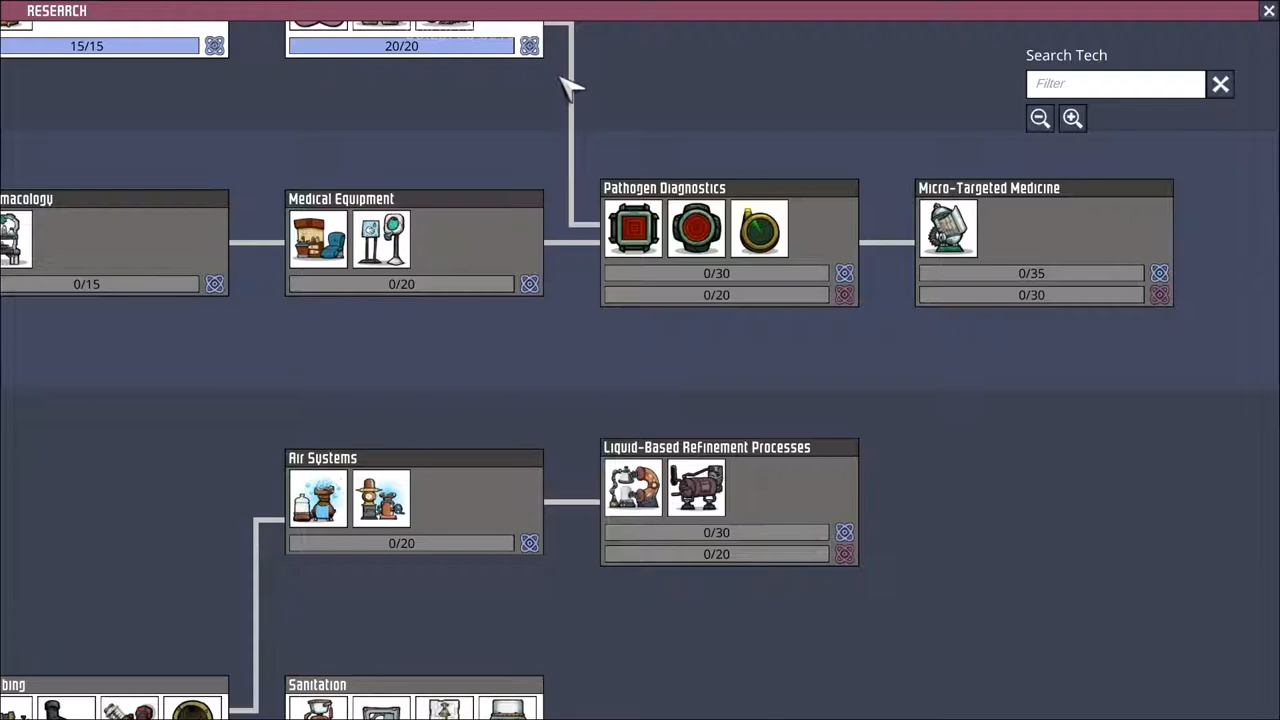 RESEARCH
15/15
20/20
Search Tech
Filter
macology
0/15
Medical Equipment
0/20
Pathogen Diagnostics
0/30
0/20
Micro-Targeted Medicine
0/35
0/30
Air Systems
0/20
Liquid-Based Refinement Processes
0/30
0/20
bing
Sanitation